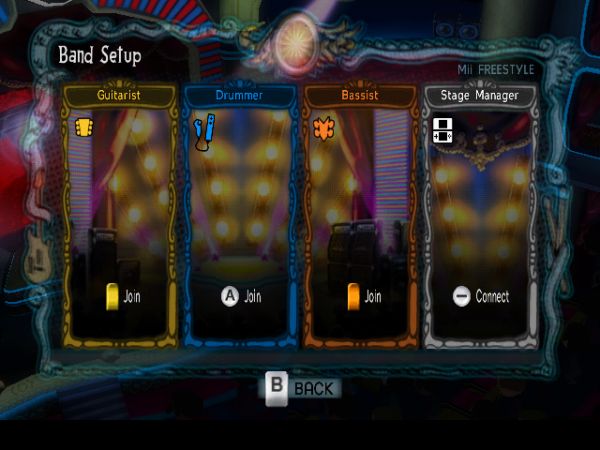 Band Setup
Mii FREESTYLE
Guitarist
Drummer
Bassist
Stage Manager
Join
A Join
Join
Connect
B BACK